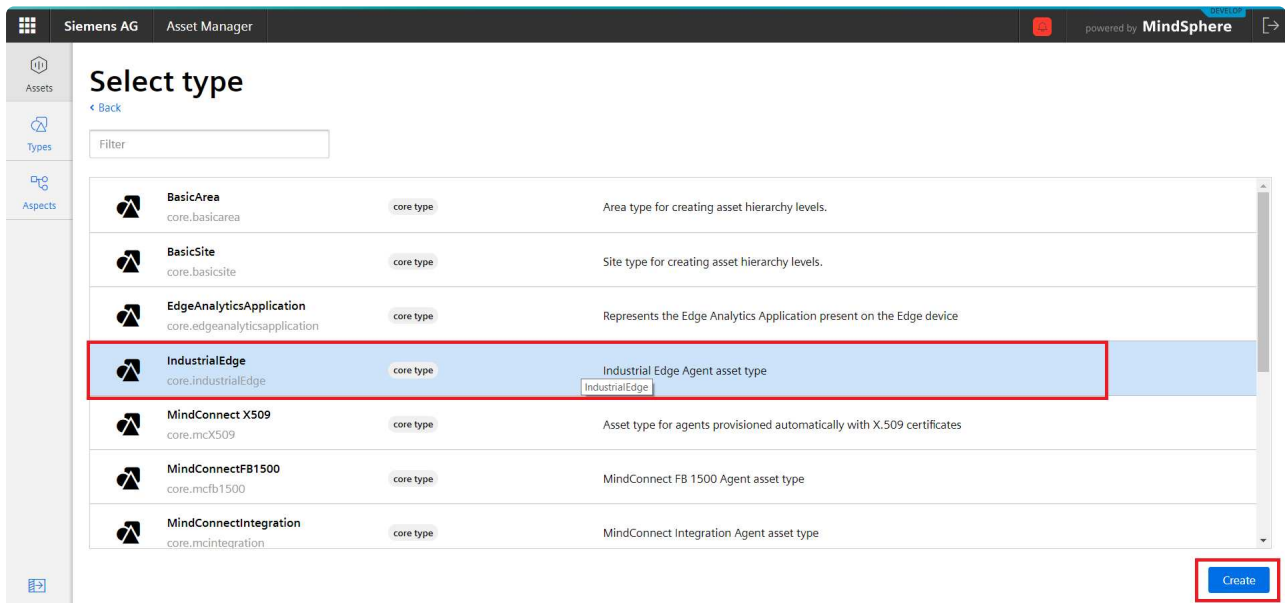 DEVELOP
Siemens AG Asset Manager powered by MindSphere
Assets
Select type
Back
Types
Filter
Aspects
BasicArea
core.basicarea
core type
Area type for creating asset hierarchy levels.
BasicSite
core.basicsite
core type
Site type for creating asset hierarchy levels.
EdgeAnalyticsApplication
core.edgeanalyticsapplication
core type
Represents the Edge Analytics Application present on the Edge device
IndustrialEdge
core.industrialEdge
core type
Industrial Edge Agent asset type
IndustrialEdge
MindConnect X509
core.mcX509
core type
Asset type for agents provisioned automatically with X.509 certificates
MindConnectFB1500
core.mcfb1500
core type
MindConnect FB 1500 Agent asset type
MindConnectIntegration
core.mcintegration
core type
MindConnect Integration Agent asset type
Create